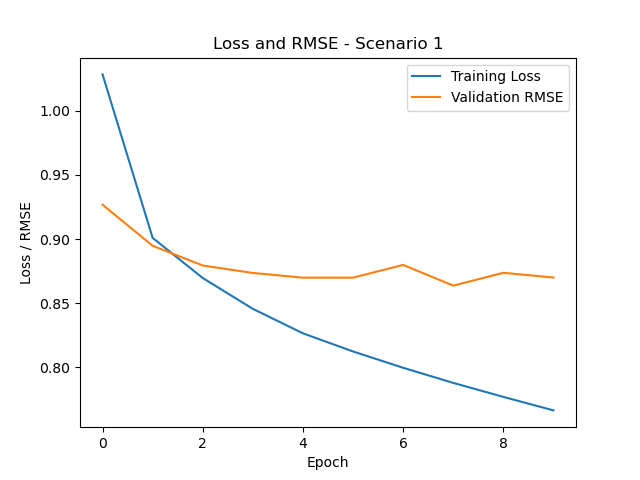 Loss and RMSE - Scenario 1
Training Loss
Validation RMSE
1.00
0.95
0.90
0.85
0.80
Loss / RMSE
0
2
4
6
8
Epoch